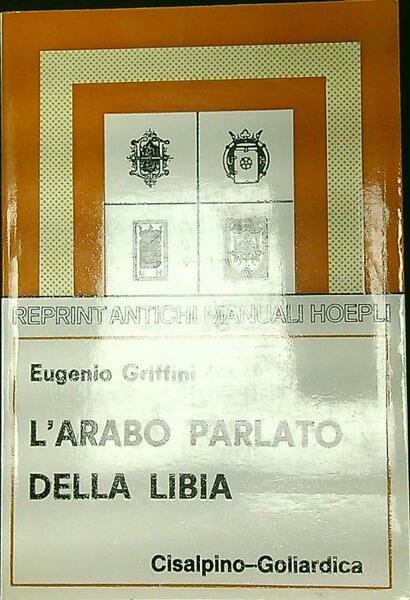 REPRINT ANTICHI MANUALI HOEPLI
Eugenio Griffini
L'ARABO PARLATO
DELLA LIBIA
Cisalpino-Goliardica